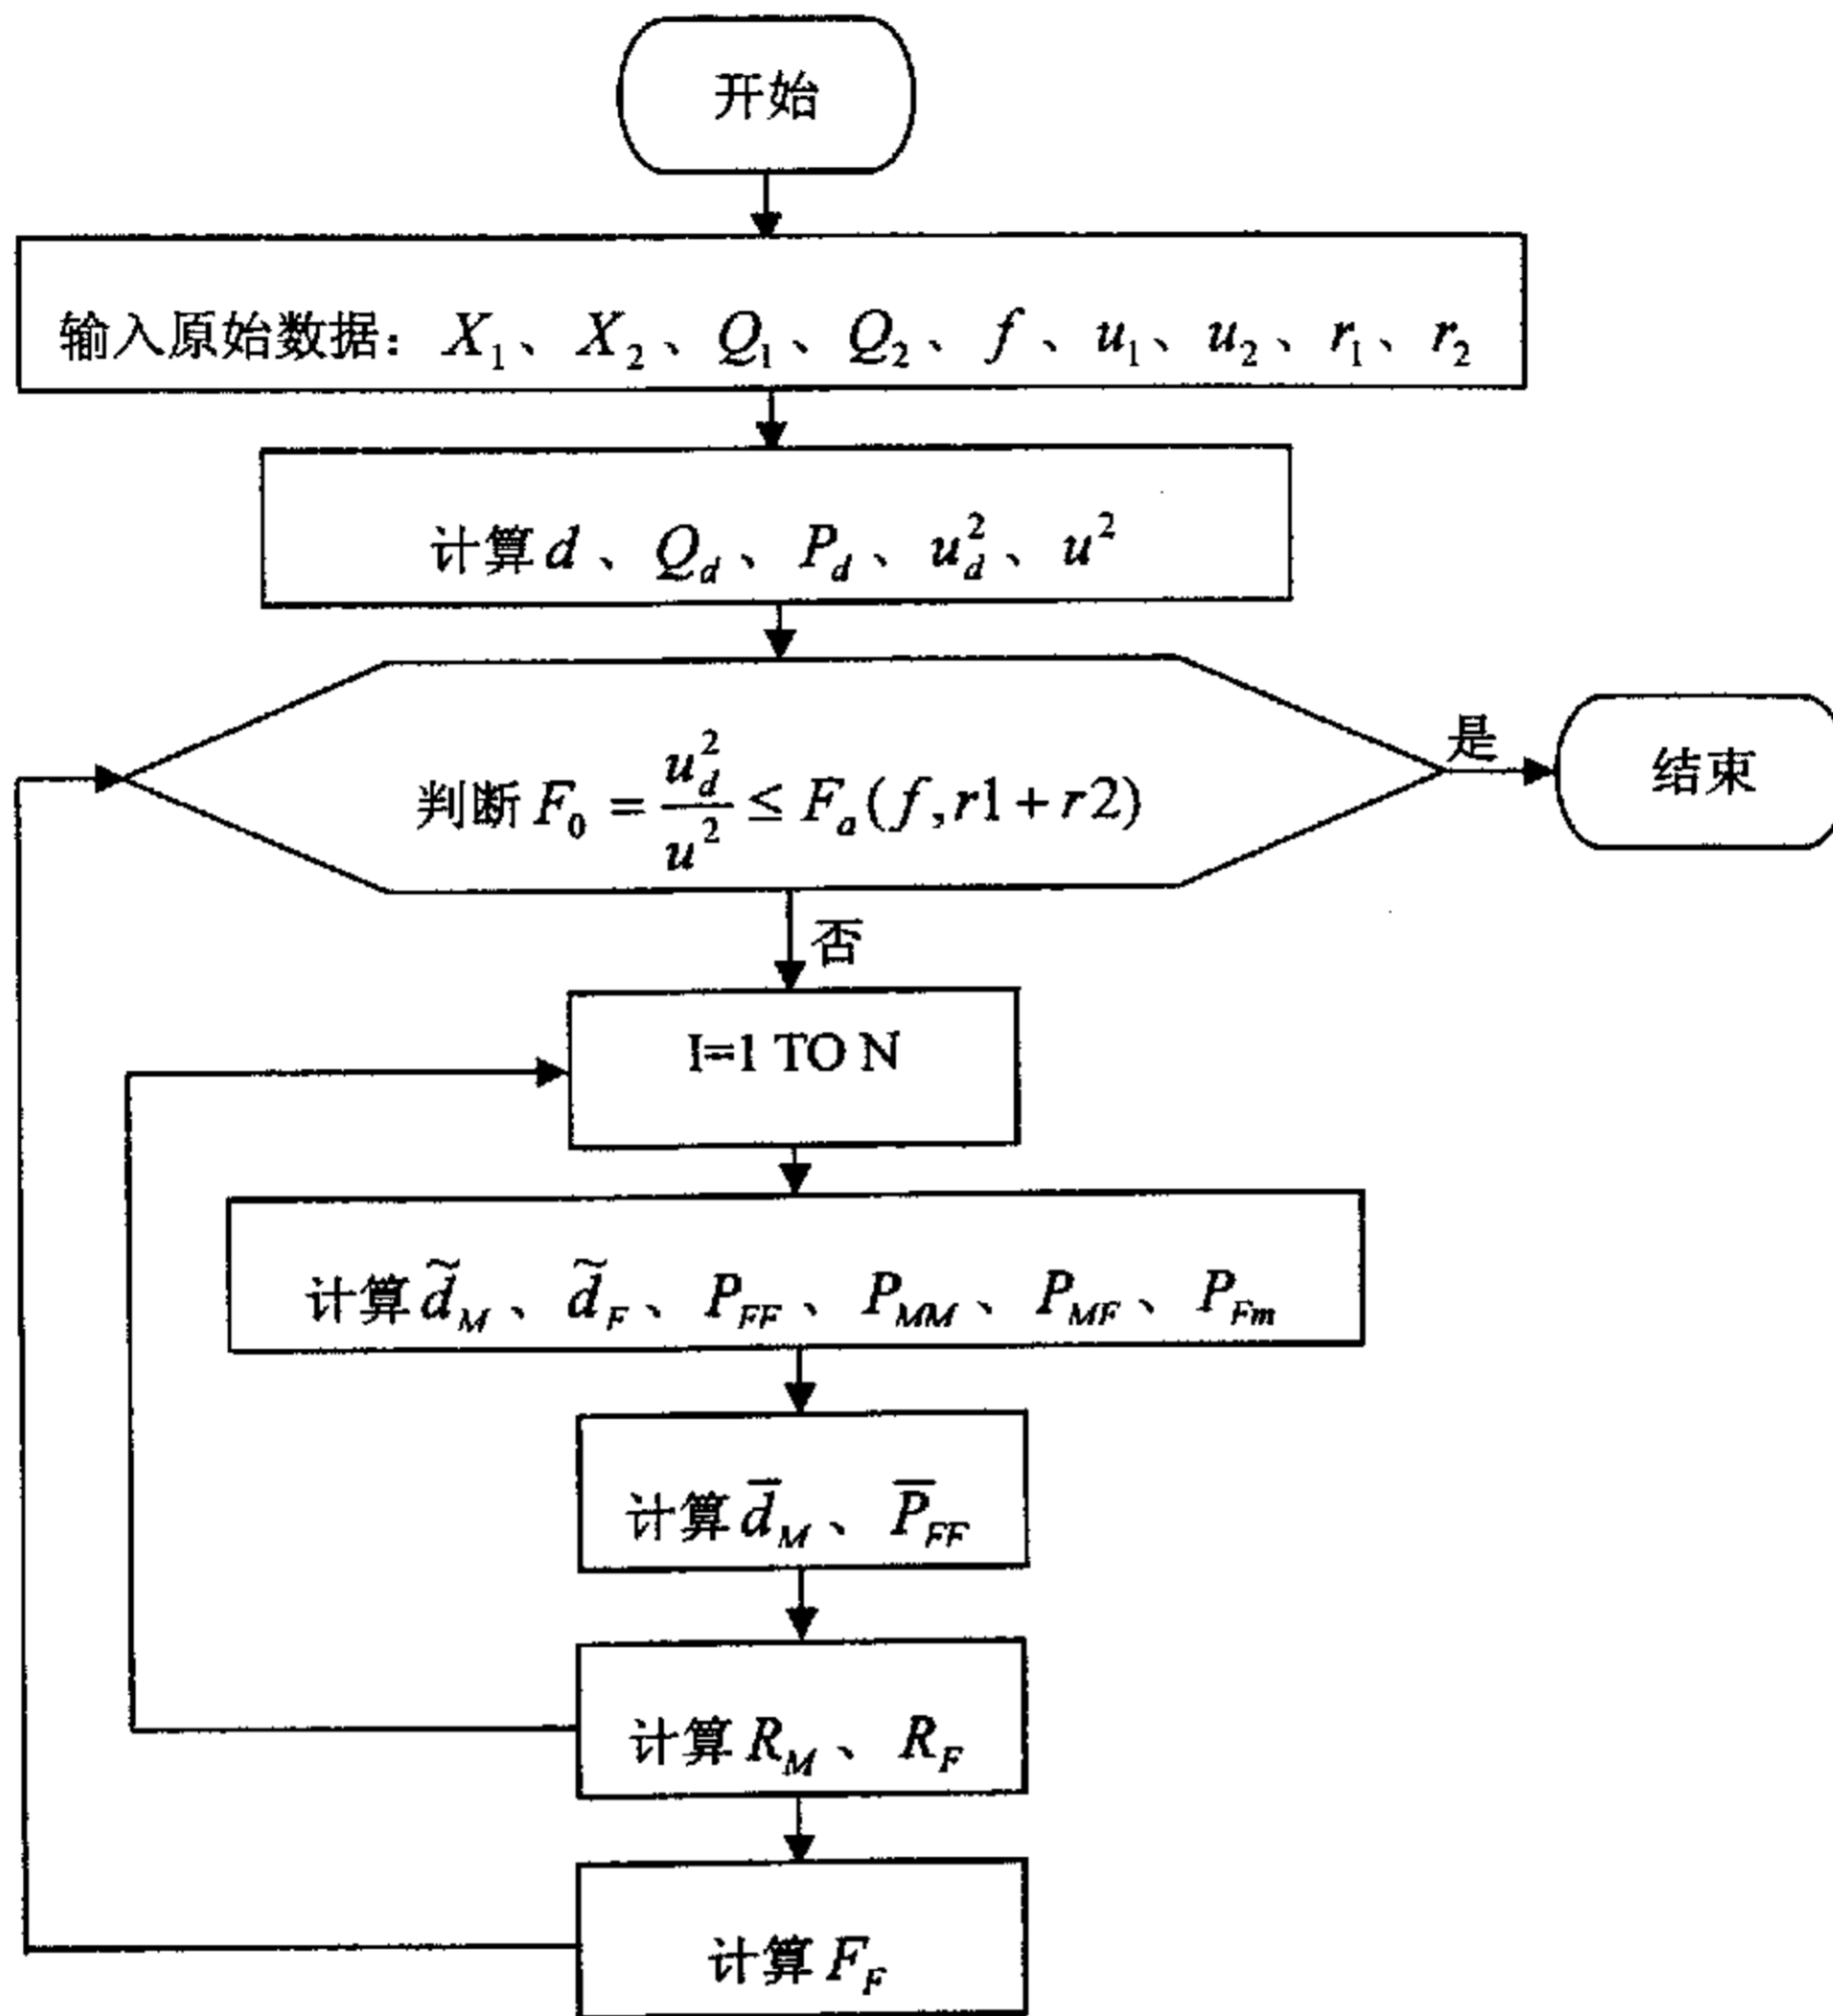 开始
输入原始数据：X₁、X₂、Q₁、Q₂、f、u₁、u₂、r₁、r₂
计算 d、Q_d、P_d、u_d²、u²
判断 F₀ = u_d²/u² ≤ F_a(f,r1+r2)
是
结束
否
I=1 TO N
计算 d̃_M、d̃_F、P_FF、P_MM、P_MF、P_Fm
计算 d̄_M、P̄_FF
计算 R_M、R_F
计算 F_F